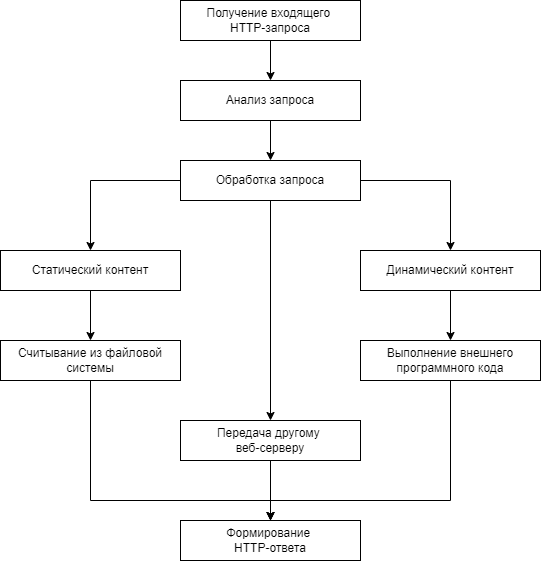 Получение входящего
HTTP-запроса
Анализ запроса
Обработка запроса
Статический контент
Динамический контент
Считывание из файловой
системы
Выполнение внешнего
программного кода
Передача другому
веб-серверу
Формирование
HTTP-ответа